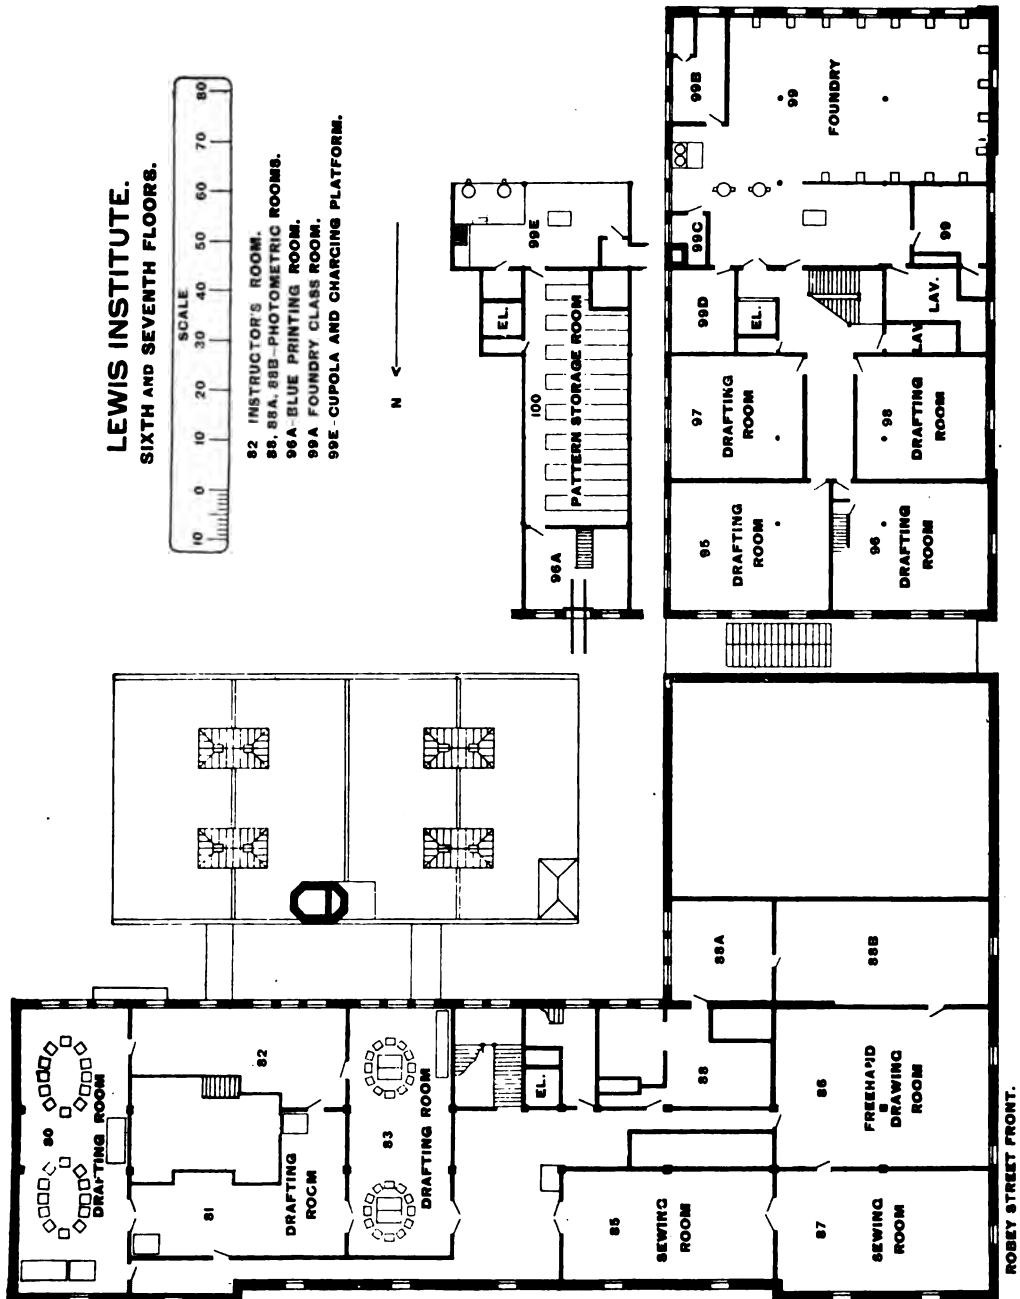 LEWIS INSTITUTE.
SIXTH AND SEVENTH FLOORS.
SCALE
10 0 10 20 30 40 50 60 70 80
82 INSTRUCTOR'S ROOM.
88, 88A, 88B-PHOTOMETRIC ROOMS.
96A-BLUE PRINTING ROOM.
99A FOUNDRY CLASS ROOM.
99E-CUPOLA AND CHARGING PLATFORM.
N
99E
EL.
100
PATTERN STORAGE ROOM
96A
99B
99
FOUNDRY
99C
99
99D
EL.
LAV.
LAV
97
DRAFTING
ROOM
98
DRAFTING
ROOM
95
DRAFTING
ROOM
96
DRAFTING
ROOM
80
DRAFTING ROOM
82
81
DRAFTING
ROOM
83
DRAFTING ROOM
EL.
88
88A
88B
85
SEWING
ROOM
86
FREEHAND
DRAWING
ROOM
87
SEWING
ROOM
ROBEY STREET FRONT.